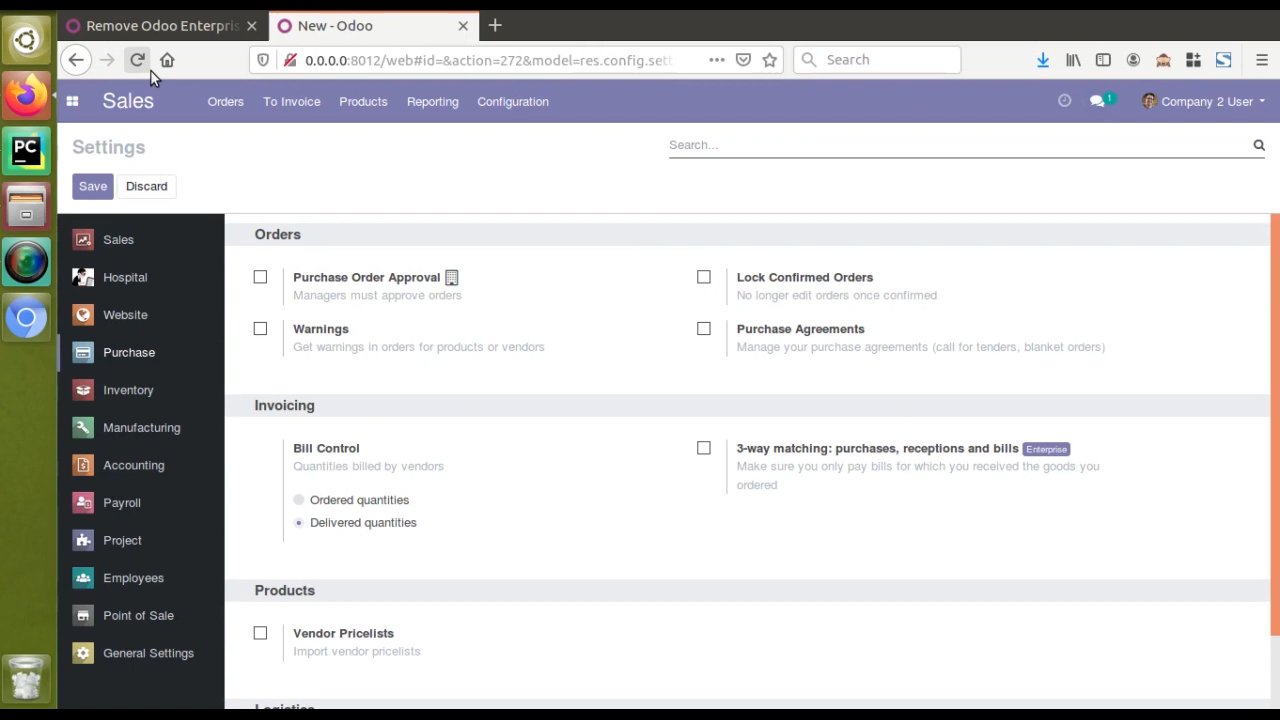 Remove Odoo Enterpris
New - Odoo
0.0.0.0:8012/web#id=&action=272&model=res.config.sett
Search
Sales
Orders
To Invoice
Products
Reporting
Configuration
1
Company 2 User
Settings
Search...
Save
Discard
Sales
Hospital
Website
Purchase
Inventory
Manufacturing
Accounting
Payroll
Project
Employees
Point of Sale
General Settings
Orders
Purchase Order Approval
Managers must approve orders
Lock Confirmed Orders
No longer edit orders once confirmed
Warnings
Get warnings in orders for products or vendors
Purchase Agreements
Manage your purchase agreements (call for tenders, blanket orders)
Invoicing
Bill Control
Quantities billed by vendors
Ordered quantities
Delivered quantities
3-way matching: purchases, receptions and bills Enterprise
Make sure you only pay bills for which you received the goods you
ordered
Products
Vendor Pricelists
Import vendor pricelists
Logistics
PC